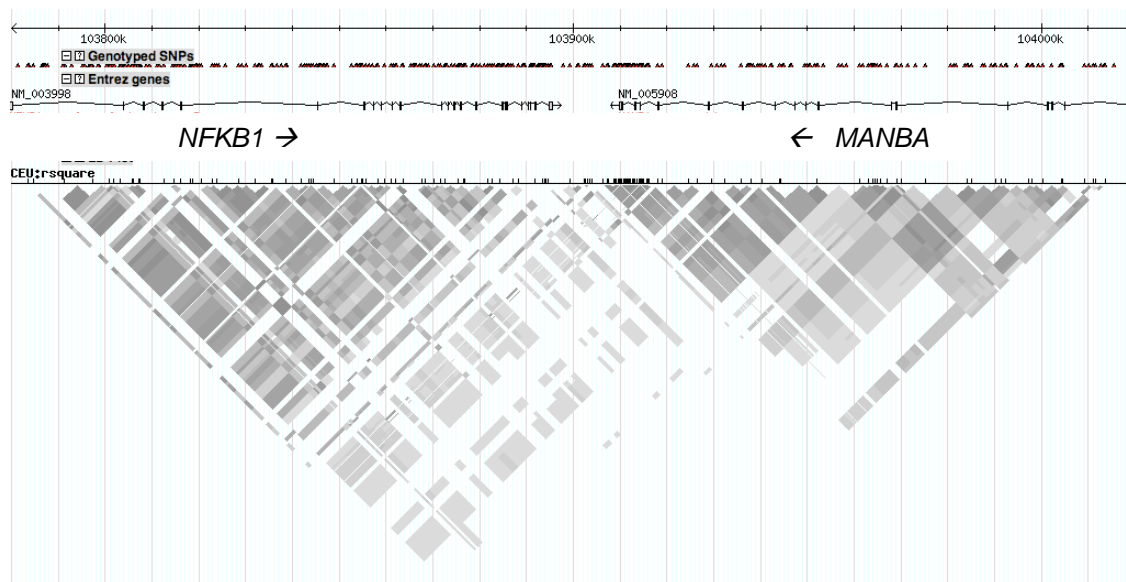 103800k 103900k 104000k
Genotyped SNPs
Entrez genes
NM_003998 NM_005908
NFKB1 → ← MANBA
CEU:rsquare